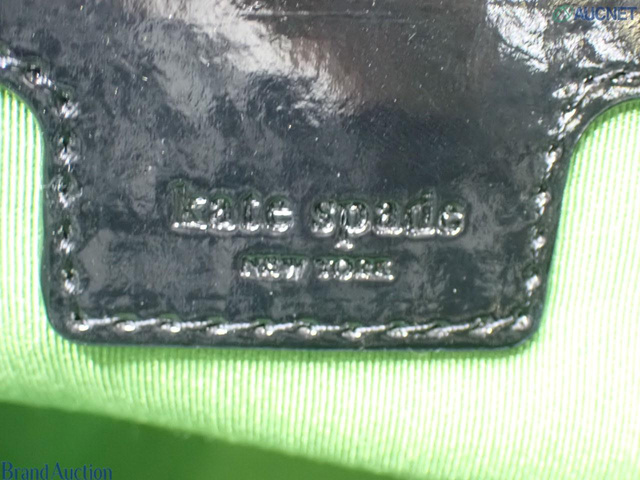 AUCNET
kate spade
NEW YORK
Brand Auction